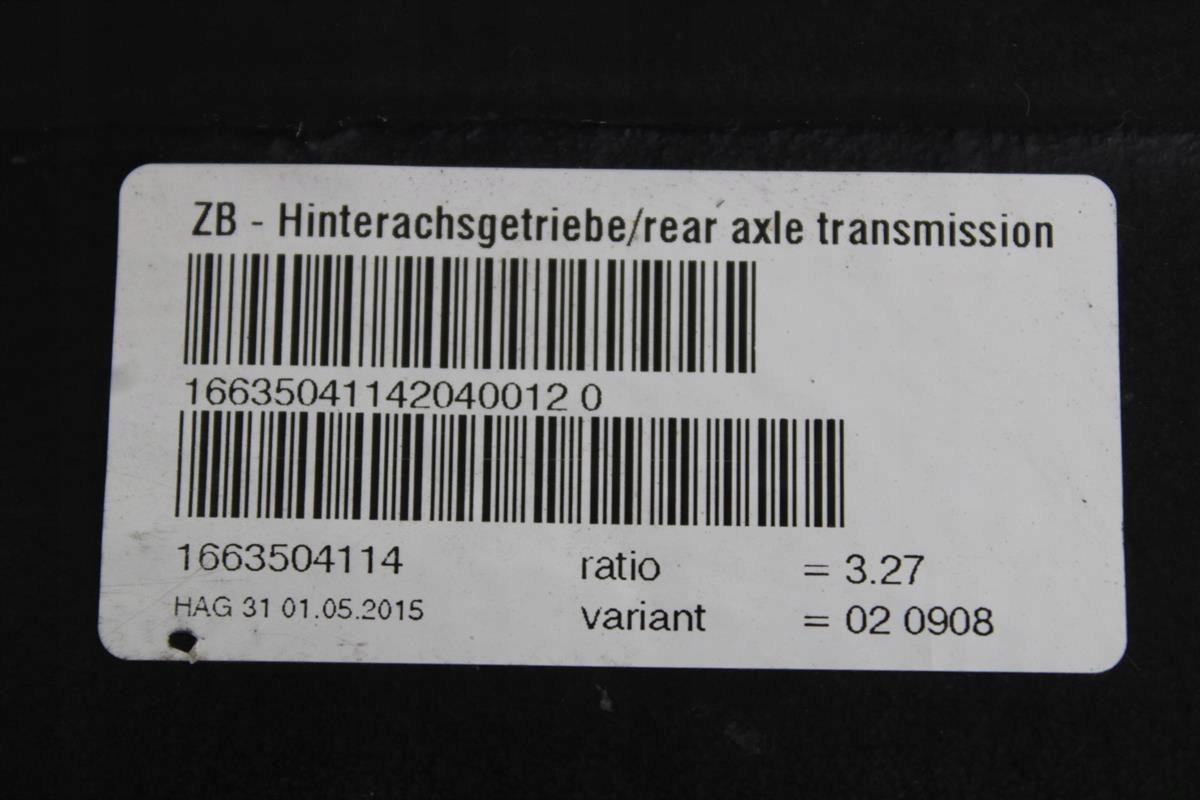 ZB - Hinterachsgetriebe/rear axle transmission
16635041142040012 0
1663504114 ratio = 3.27
HAG 31 01.05.2015 variant = 02 0908